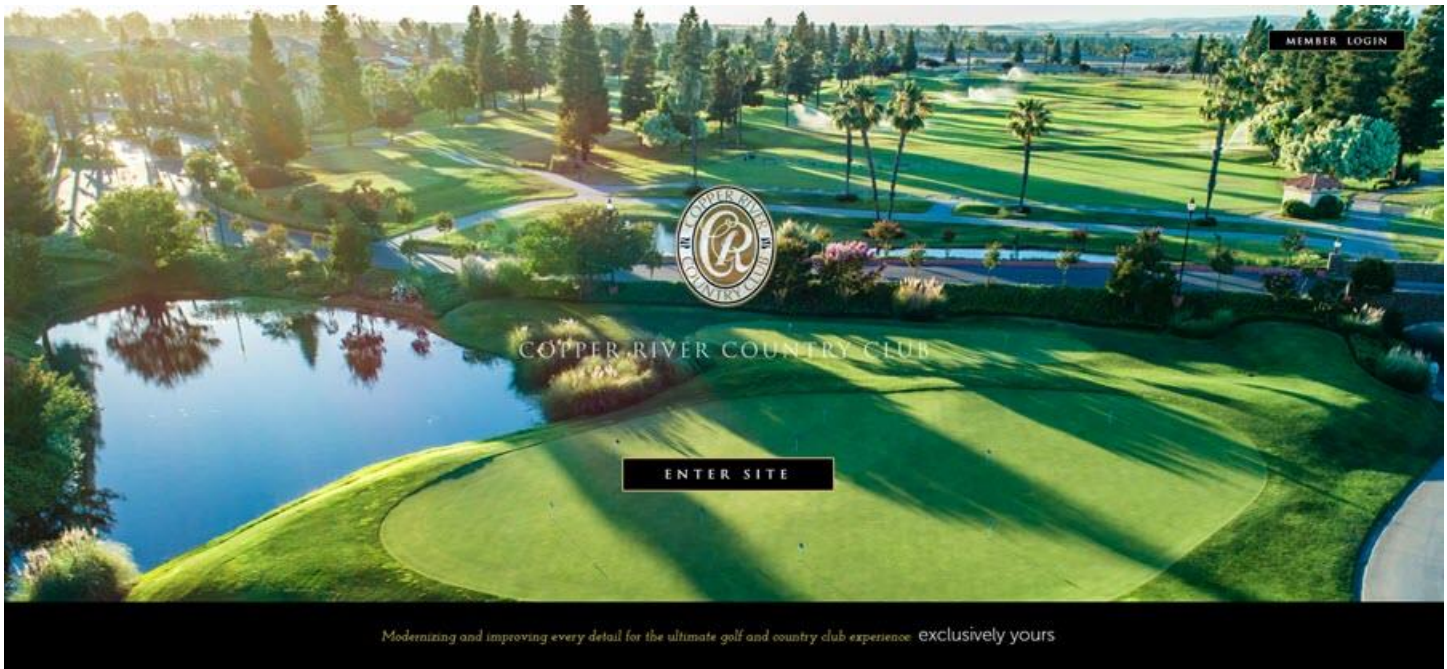 MEMBER LOGIN
COPPER RIVER
CR
COUNTRY CLUB
COPPER RIVER COUNTRY CLUB
ENTER SITE
Modernizing and improving every detail for the ultimate golf and country club experience exclusively yours